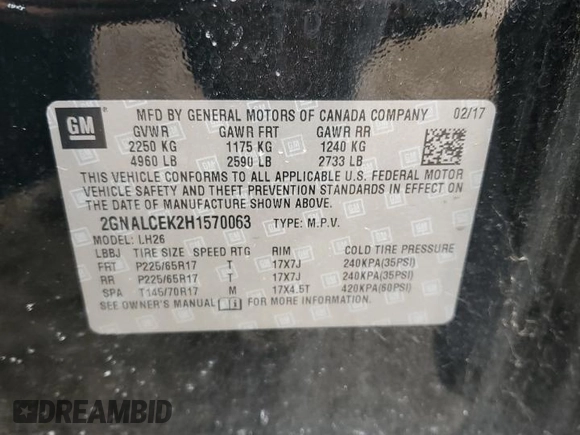 GM
MFD BY GENERAL MOTORS OF CANADA COMPANY 02/17
GVWR GAWR FRT GAWR RR
2250 KG 1175 KG 1240 KG
4960 LB 2590 LB 2733 LB
THIS VEHICLE CONFORMS TO ALL APPLICABLE U.S. FEDERAL MOTOR
VEHICLE SAFETY AND THEFT PREVENTION STANDARDS IN EFFECT ON
THE DATE OF MANUFACTURE SHOWN ABOVE.
2GNALCEK2H1570063 TYPE: M.P.V.
MODEL: LH26
LBBJ TIRE SIZE SPEED RTG RIM COLD TIRE PRESSURE
FRT P225/65R17 T 17X7J 240KPA(35PSI)
RR P225/65R17 T 17X7J 240KPA(35PSI)
SPA T145/70R17 M 17X4.5T 420KPA(60PSI)
SEE OWNER'S MANUAL FOR MORE INFORMATION.
DREAMBID